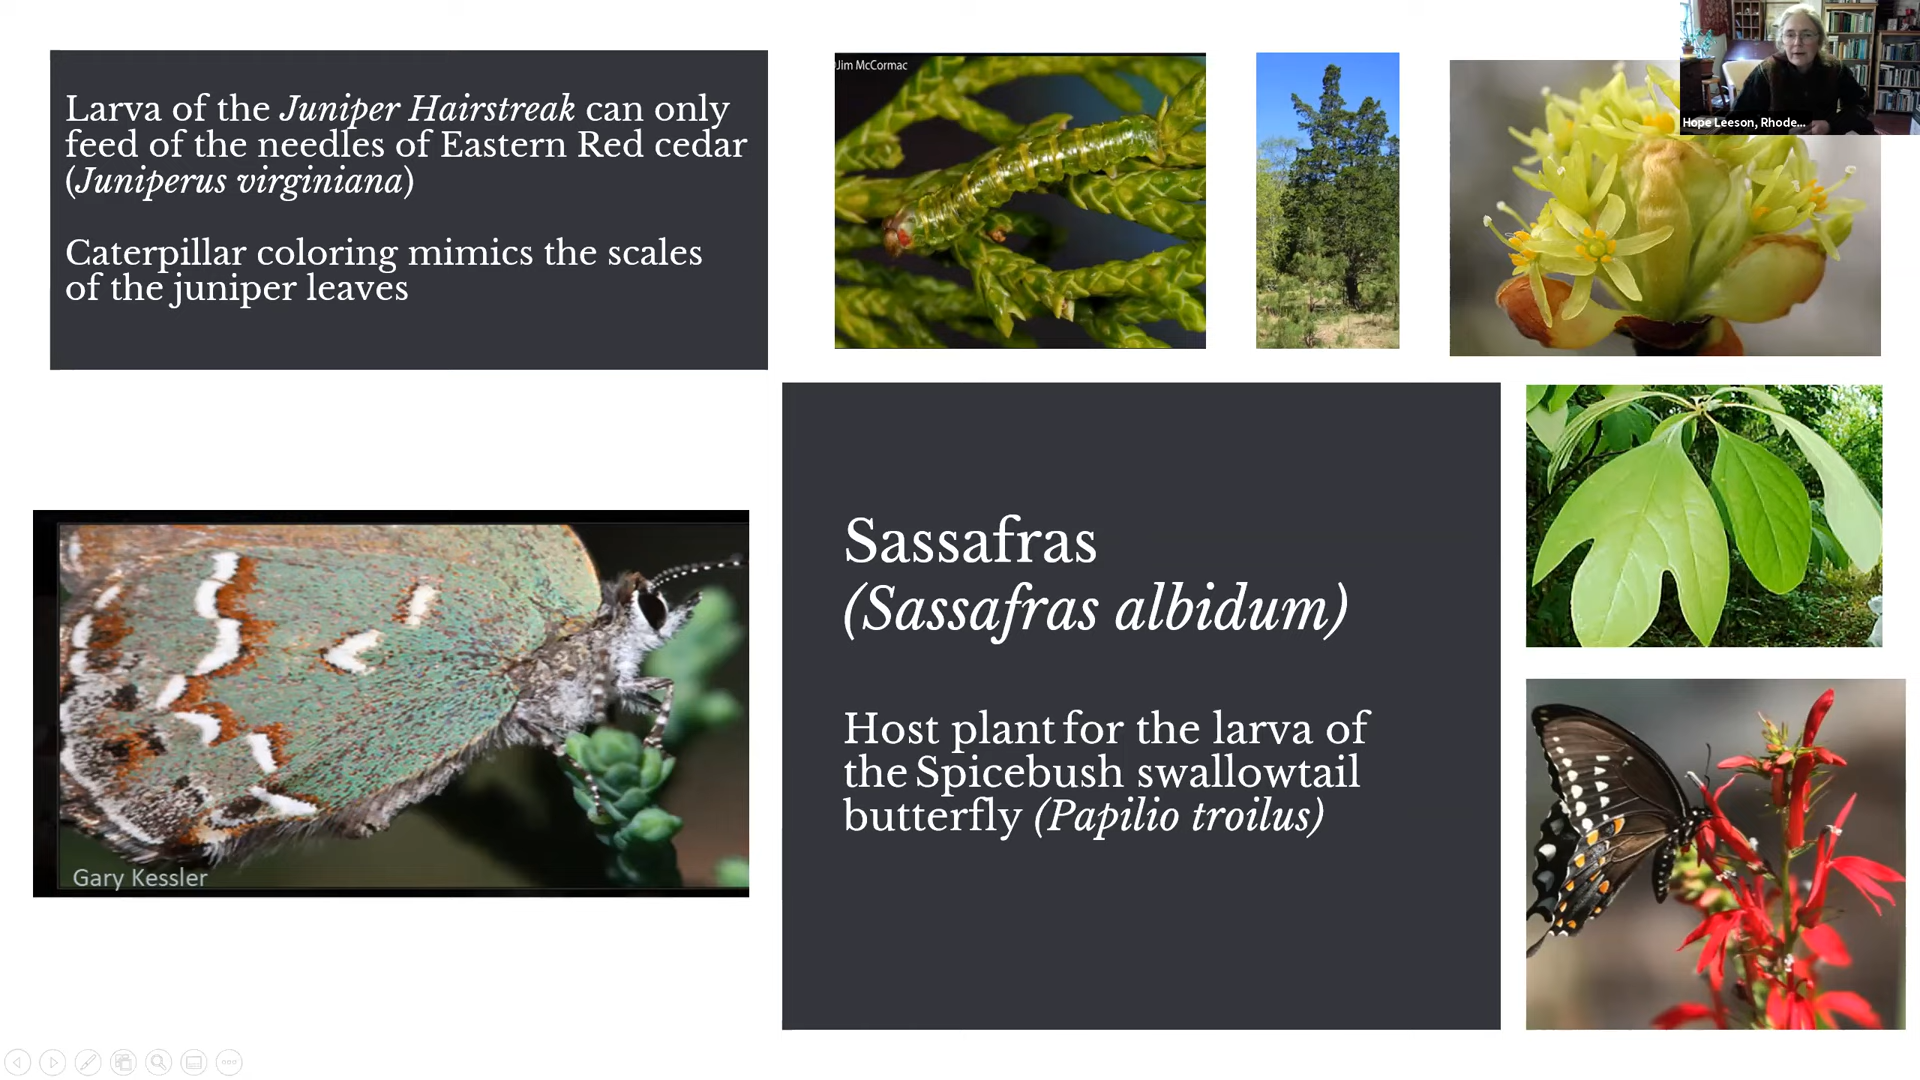 Larva of the Juniper Hairstreak can only
feed of the needles of Eastern Red cedar
(Juniperus virginiana)
Caterpillar coloring mimics the scales
of the juniper leaves
Jim McCormac
Hope Leeson, Rhode...
Gary Kessler
Sassafras
(Sassafras albidum)
Host plant for the larva of
the Spicebush swallowtail
butterfly (Papilio troilus)